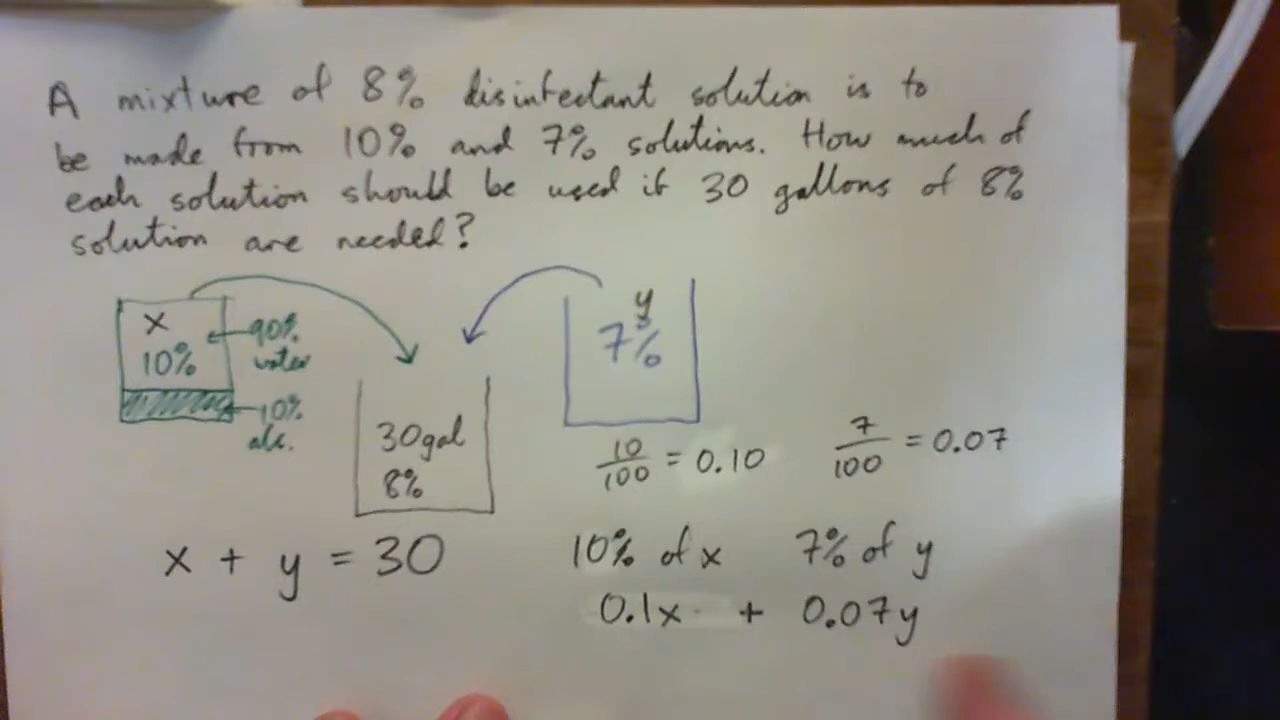 A mixture of 8% disinfectant solution is to
be made from 10% and 7% solutions. How much of
each solution should be used if 30 gallons of 8%
solution are needed?
x
10%
90%
water
10%
alc.
30gal
8%
y
7%
10/100 = 0.10
7/100 = 0.07
x + y = 30
10% of x 7% of y
0.1x + 0.07y